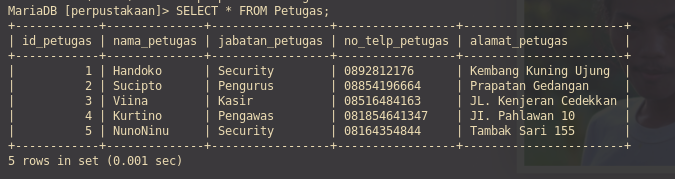 MariaDB [perpustakaan]> SELECT * FROM Petugas;
+------------+--------------+-----------------+--------------+----------------------+
| id_petugas | nama_petugas | jabatan_petugas | no_telp_petugas | alamat_petugas |
+------------+--------------+-----------------+--------------+----------------------+
| 1 | Handoko | Security | 0892812176 | Kembang Kuning Ujung |
| 2 | Sucipto | Pengurus | 08854196664 | Prapatan Gedangan |
| 3 | Viina | Kasir | 08516484163 | JL. Kenjeran Cedekkan |
| 4 | Kurtino | Pengawas | 081854641347 | JI. Pahlawan 10 |
| 5 | NunoNinu | Security | 08164354844 | Tambak Sari 155 |
+------------+--------------+-----------------+--------------+----------------------+
5 rows in set (0.001 sec)